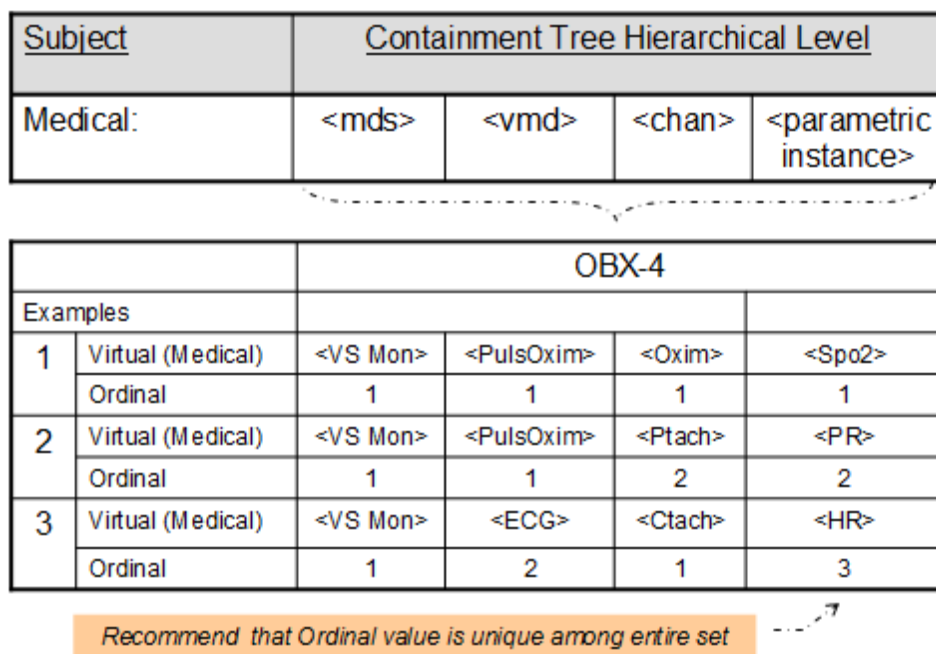 Subject Containment Tree Hierarchical Level
Medical: <mds> <vmd> <chan> <parametric
instance>
OBX-4
Examples
1 Virtual (Medical) <VS Mon> <PulsOxim> <Oxim> <Spo2>
Ordinal 1 1 1 1
2 Virtual (Medical) <VS Mon> <PulsOxim> <Ptach> <PR>
Ordinal 1 1 2 2
3 Virtual (Medical) <VS Mon> <ECG> <Ctach> <HR>
Ordinal 1 2 1 3
Recommend that Ordinal value is unique among entire set